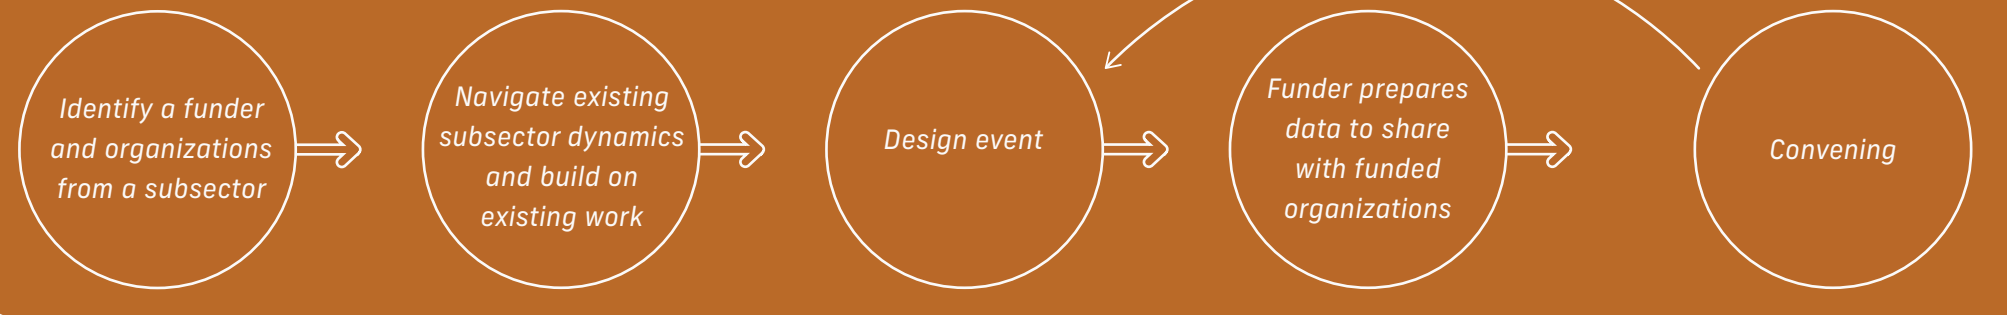 Identify a funder
and organizations
from a subsector
Navigate existing
subsector dynamics
and build on
existing work
Design event
Funder prepares
data to share
with funded
organizations
Convening